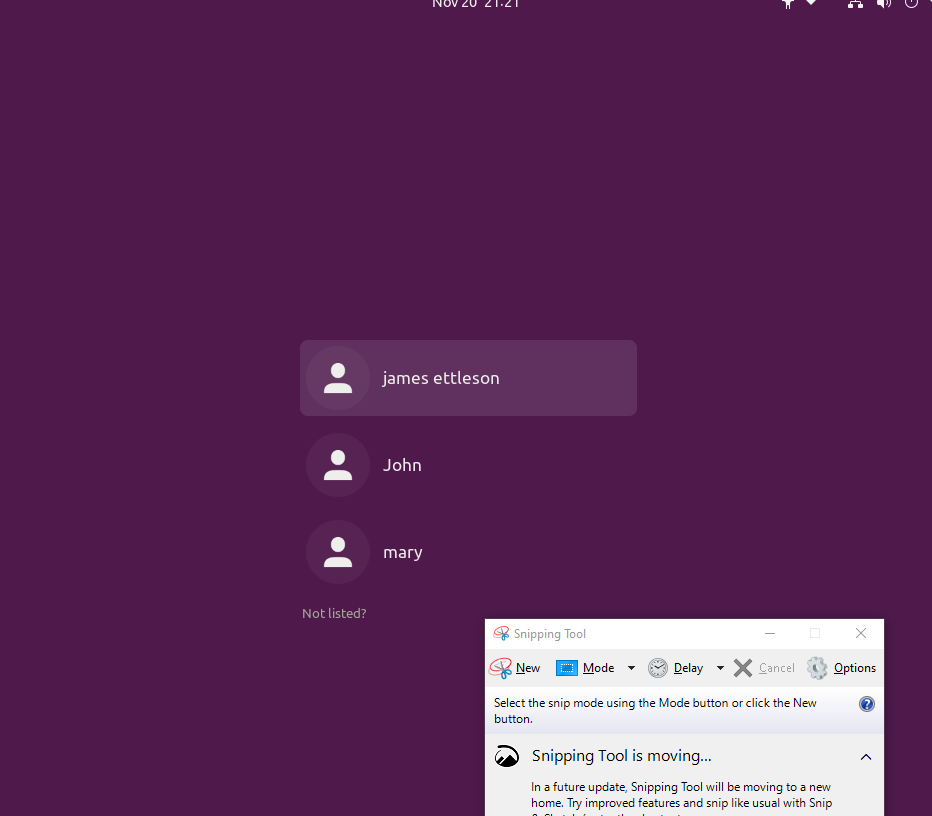 Nov 20 21:21
james ettleson
John
mary
Not listed?
Snipping Tool
New Mode Delay Cancel Options
Select the snip mode using the Mode button or click the New
button.
?
Snipping Tool is moving...
In a future update, Snipping Tool will be moving to a new
home. Try improved features and snip like usual with Snip